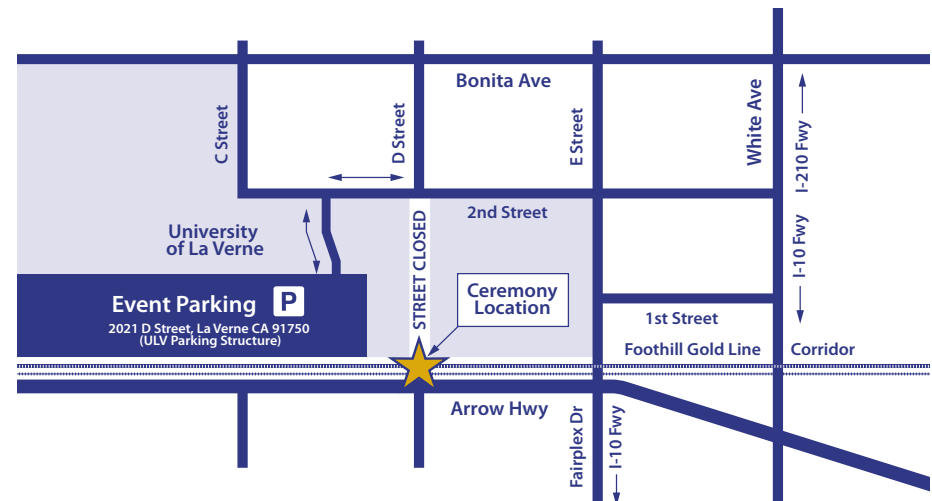 Bonita Ave
C Street
D Street
E Street
White Ave
I-210 Fwy
I-10 Fwy
2nd Street
University
of La Verne
STREET CLOSED
Event Parking P
2021 D Street, La Verne CA 91750
(ULV Parking Structure)
Ceremony
Location
1st Street
Foothill Gold Line Corridor
Arrow Hwy
Fairplex Dr
I-10 Fwy